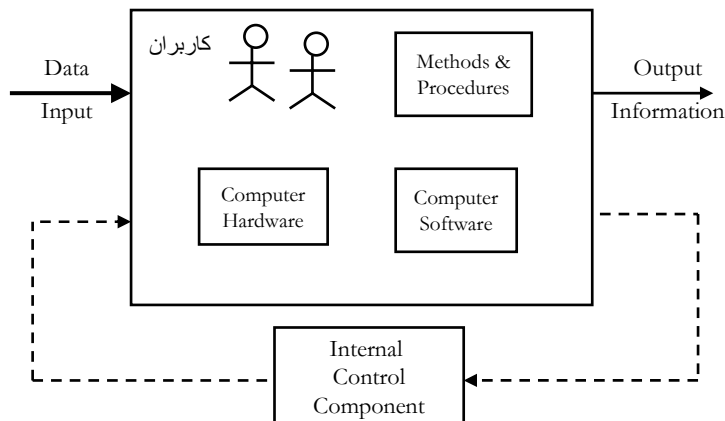 کاربران
Methods &
Procedures
Data
Input
Output
Information
Computer
Hardware
Computer
Software
Internal
Control
Component